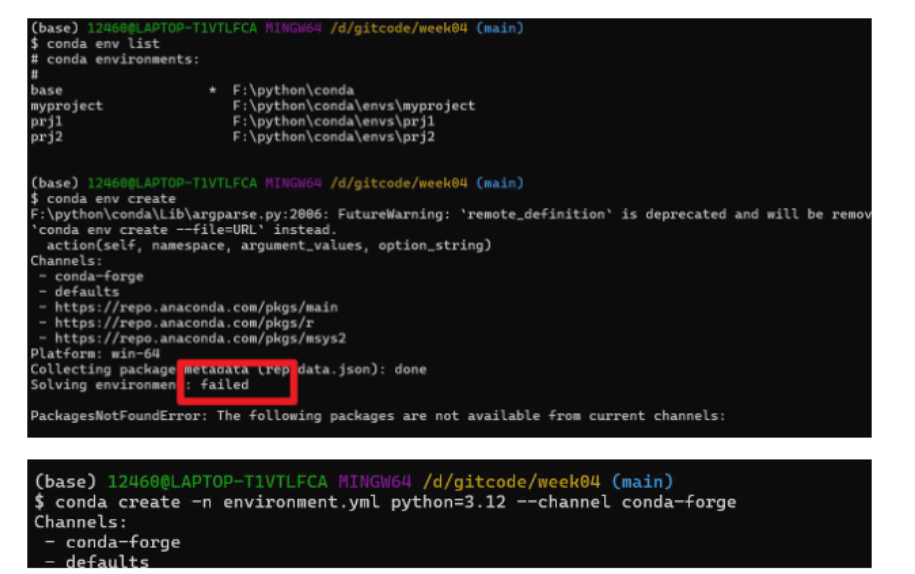 (base) 12460@LAPTOP-T1VTLFCA MINGW64 /d/gitcode/week04 (main)
$ conda env list
# conda environments:
#
base                  *  F:\python\conda
myproject                F:\python\conda\envs\myproject
prj1                     F:\python\conda\envs\prj1
prj2                     F:\python\conda\envs\prj2
(base) 12460@LAPTOP-T1VTLFCA MINGW64 /d/gitcode/week04 (main)
$ conda env create
F:\python\conda\Lib\argparse.py:2006: FutureWarning: `remote_definition` is deprecated and will be remov
`conda env create --file=URL` instead.
  action(self, namespace, argument_values, option_string)
Channels:
 - conda-forge
 - defaults
 - https://repo.anaconda.com/pkgs/main
 - https://repo.anaconda.com/pkgs/r
 - https://repo.anaconda.com/pkgs/msys2
Platform: win-64
Collecting package metadata (rep data.json): done
Solving environmen : failed
PackagesNotFoundError: The following packages are not available from current channels:
(base) 12460@LAPTOP-T1VTLFCA MINGW64 /d/gitcode/week04 (main)
$ conda create -n environment.yml python=3.12 --channel conda-forge
Channels:
 - conda-forge
 - defaults